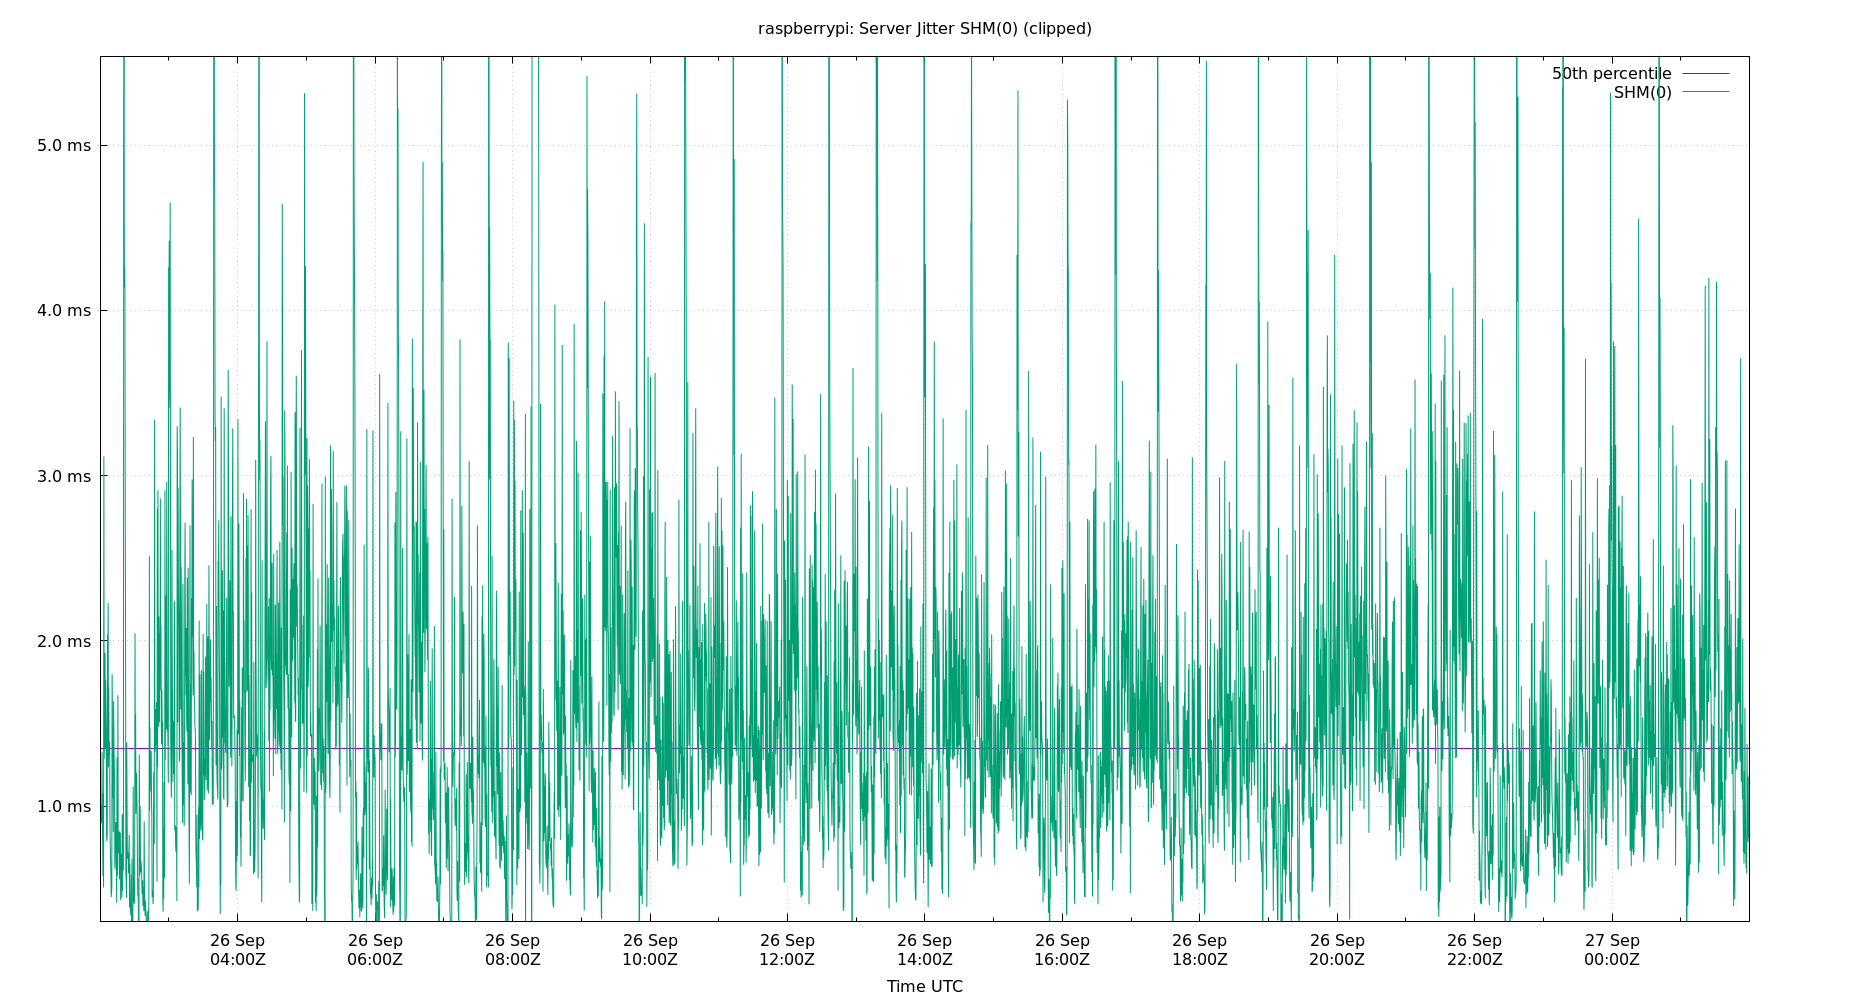 raspberrypi: Server Jitter SHM(0) (clipped)
50th percentile
SHM(0)
5.0 ms
4.0 ms
3.0 ms
2.0 ms
1.0 ms
26 Sep 26 Sep 26 Sep 26 Sep 26 Sep 26 Sep 26 Sep 26 Sep 26 Sep 26 Sep 27 Sep
04:00Z 06:00Z 08:00Z 10:00Z 12:00Z 14:00Z 16:00Z 18:00Z 20:00Z 22:00Z 00:00Z
Time UTC